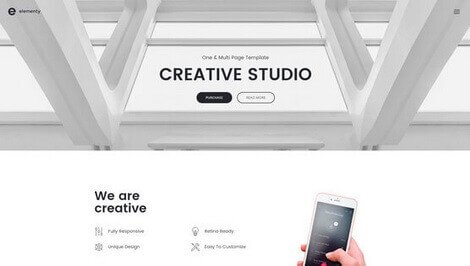 elementy
One & Multi Page Template
CREATIVE STUDIO
PURCHASE
READ MORE
We are
creative
Fully Responsive
Retina Ready
Unique Design
Easy To Customize